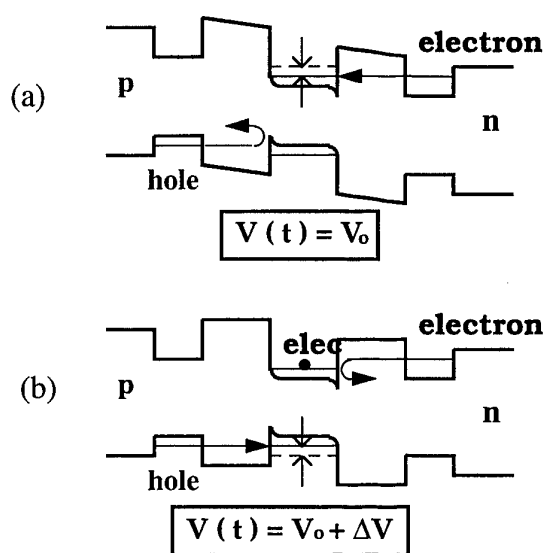 electron
(a)
p
n
hole
V (t) = Vo
electron
elec
(b)
p
n
hole
V (t) = Vo + ΔV